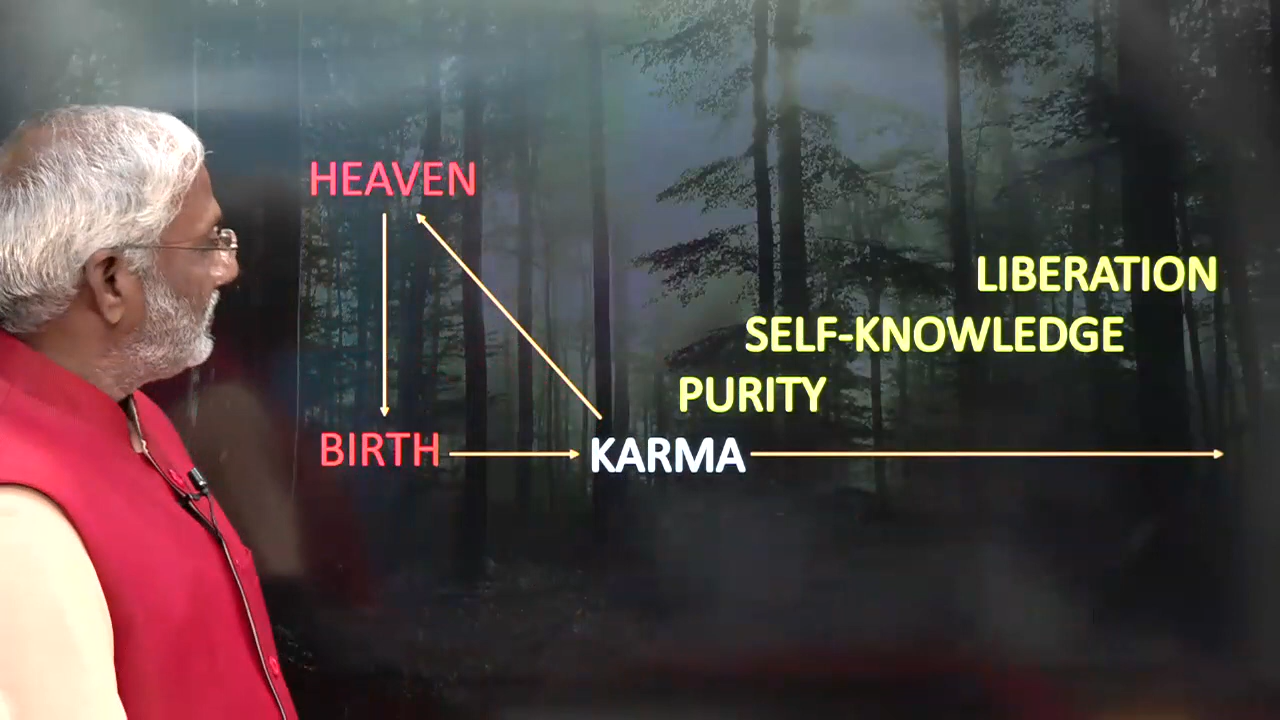 HEAVEN
LIBERATION
SELF-KNOWLEDGE
PURITY
BIRTH
KARMA